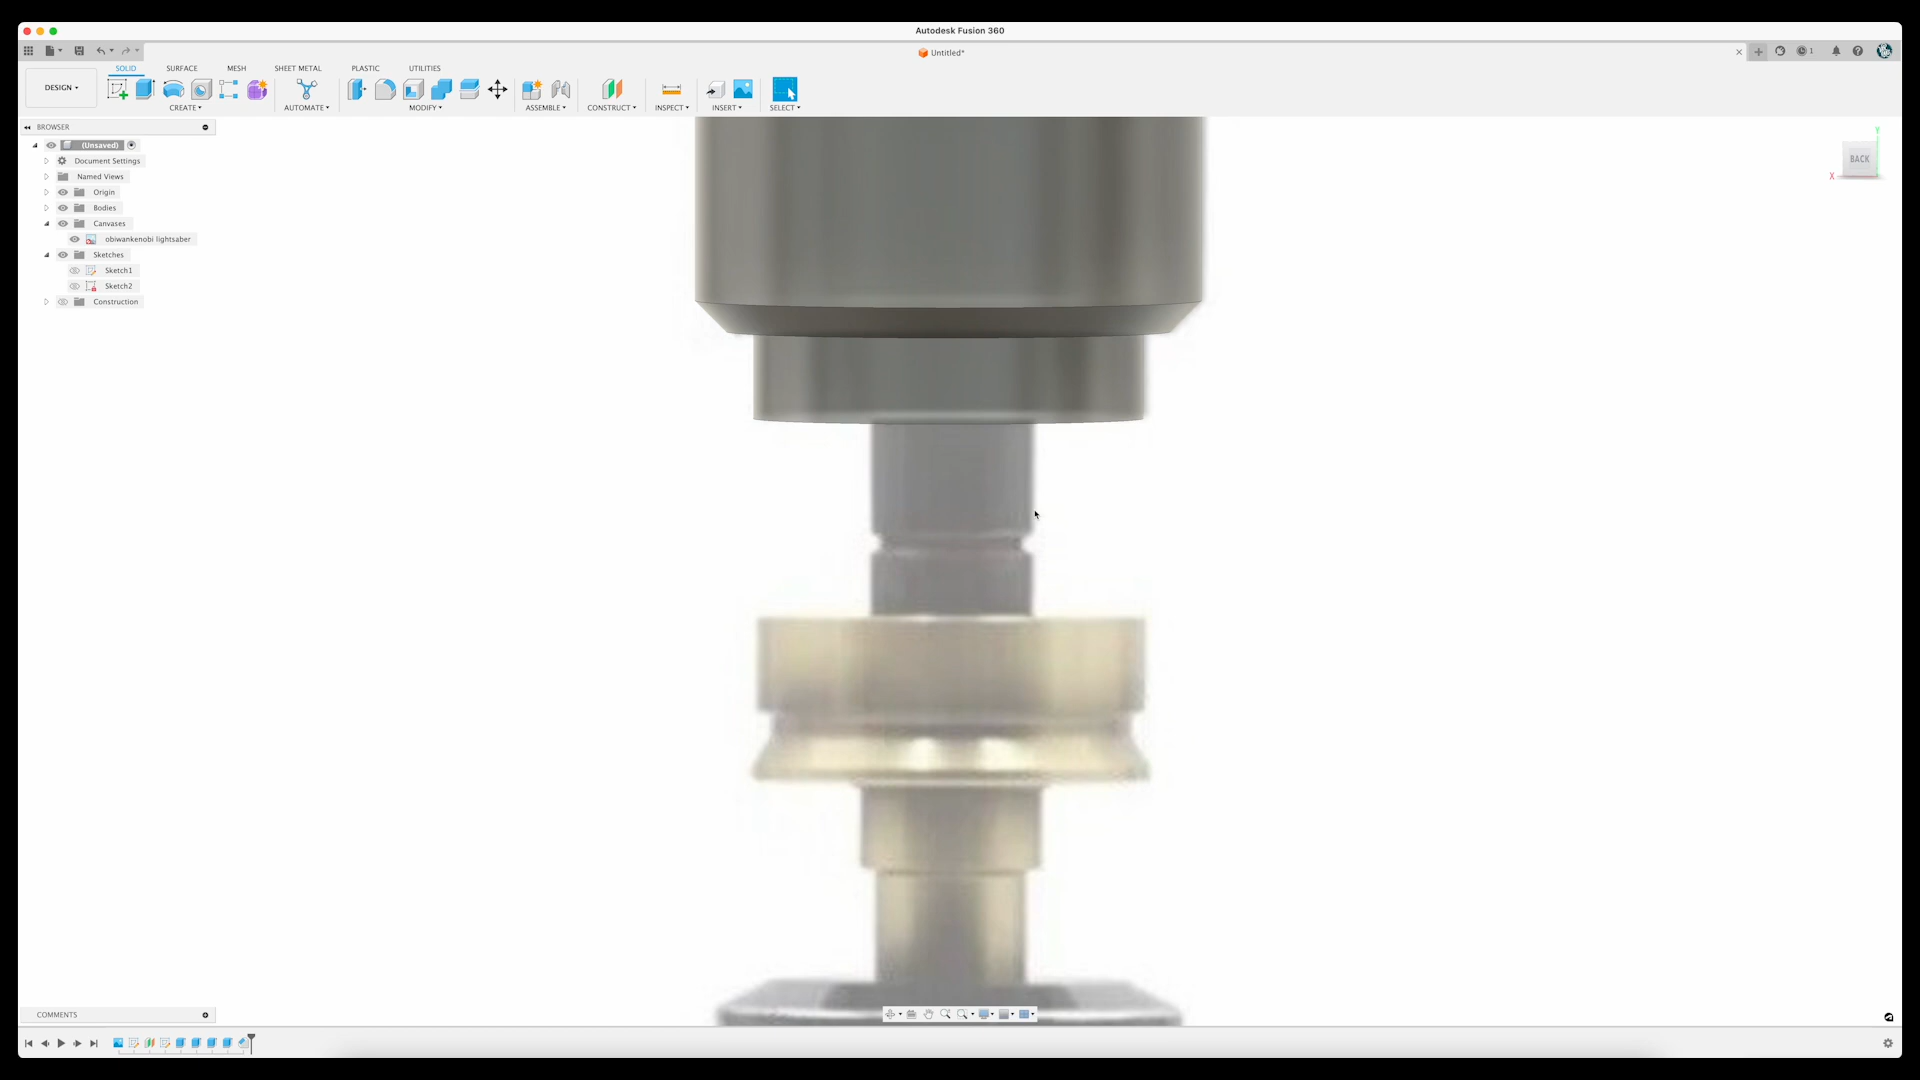 Autodesk Fusion 360
Untitled*
1
SOLID SURFACE MESH SHEET METAL PLASTIC UTILITIES
DESIGN
CREATE AUTOMATE MODIFY ASSEMBLE CONSTRUCT INSPECT INSERT SELECT
BROWSER
(Unsaved)
Document Settings
Named Views
Origin
Bodies
Canvases
obiwankenobi lightsaber
Sketches
Sketch1
Sketch2
Construction
Y
BACK
X
COMMENTS